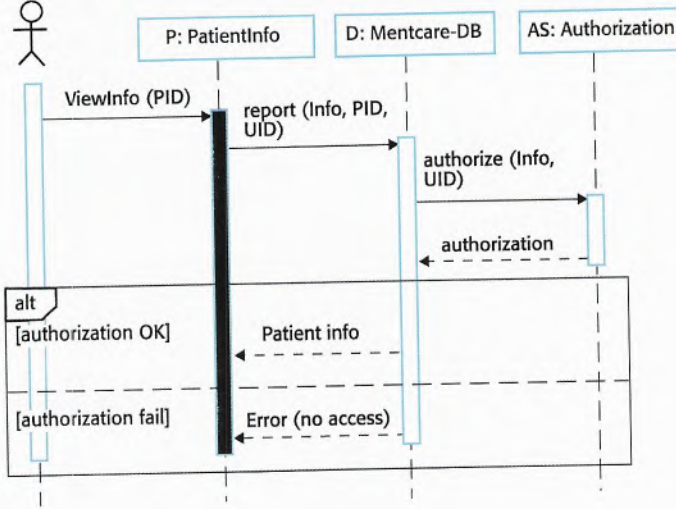 P: PatientInfo
D: Mentcare-DB
AS: Authorization
ViewInfo (PID)
report (Info, PID,
UID)
authorize (Info,
UID)
authorization
alt
[authorization OK]
Patient info
[authorization fail]
Error (no access)